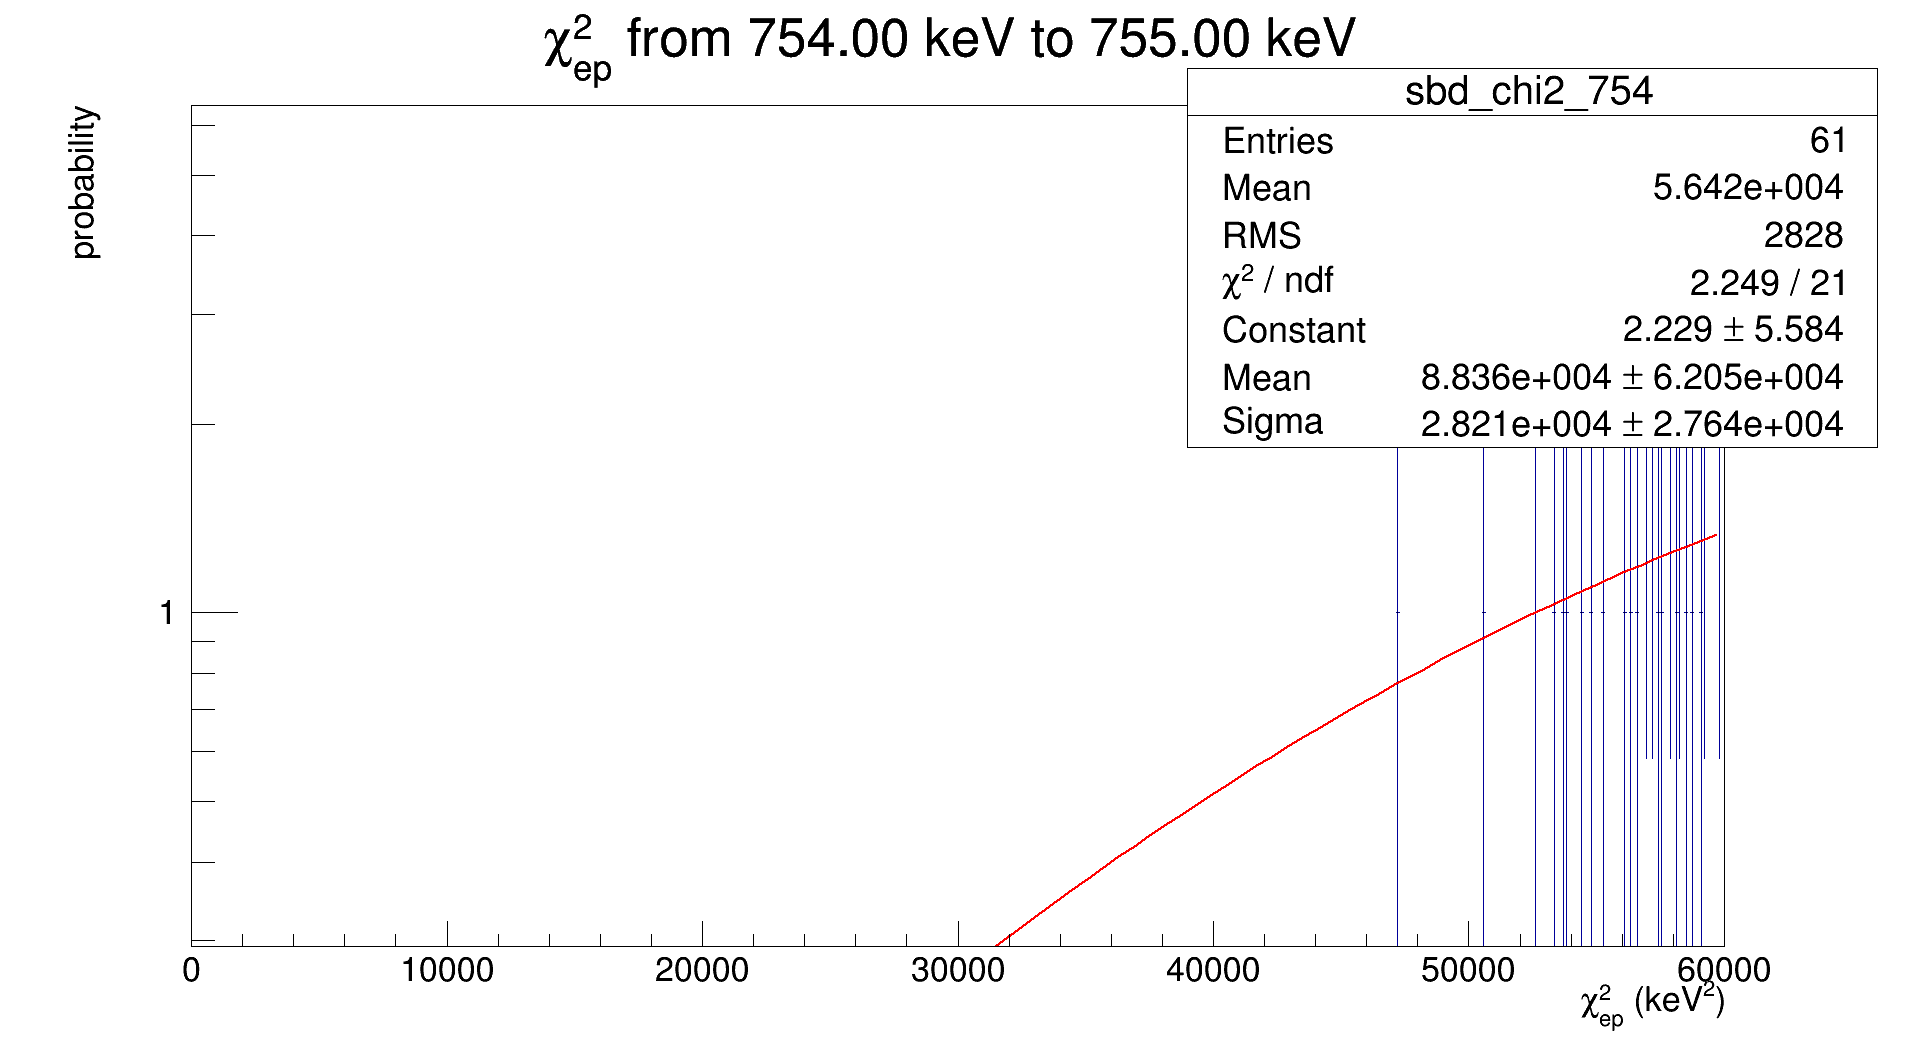 χ²ep from 754.00 keV to 755.00 keV
probability
sbd_chi2_754
Entries 61
Mean 5.642e+004
RMS 2828
χ² / ndf 2.249 / 21
Constant 2.229 ± 5.584
Mean 8.836e+004 ± 6.205e+004
Sigma 2.821e+004 ± 2.764e+004
1
0 10000 20000 30000 40000 50000 60000
χ²ep (keV²)